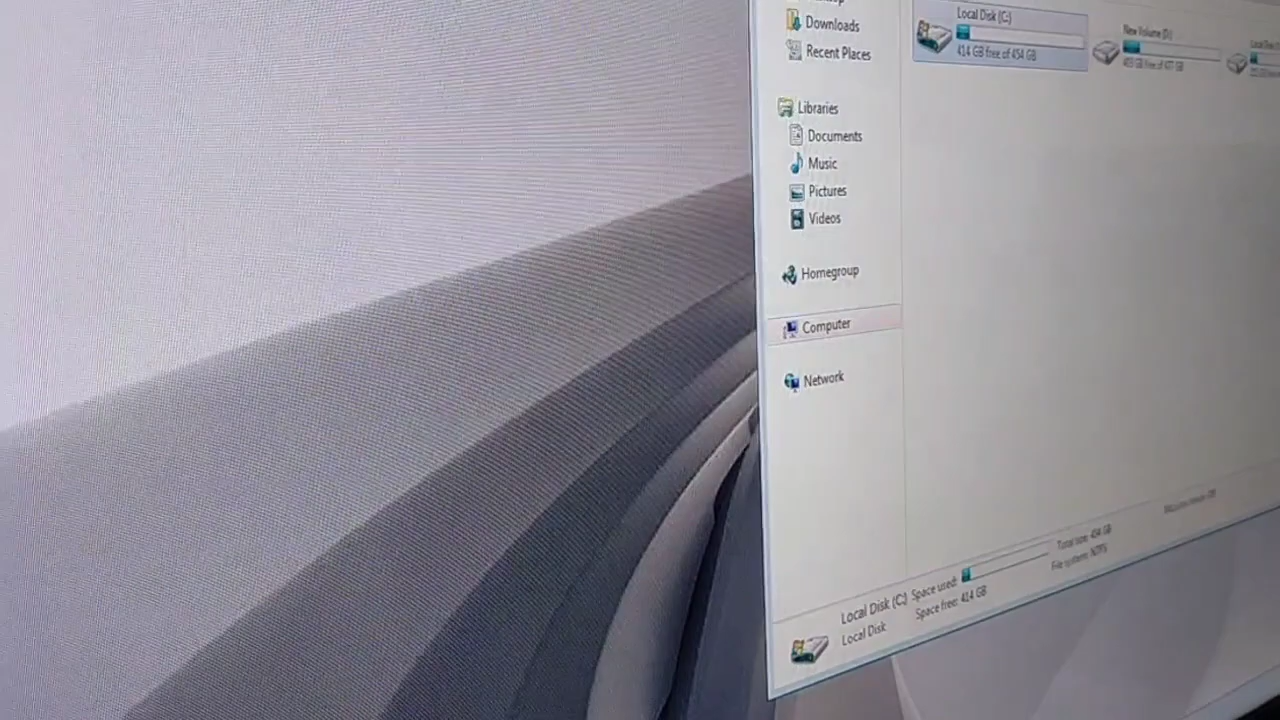 Downloads
Recent Places
Libraries
Documents
Music
Pictures
Videos
Homegroup
Computer
Network
Local Disk (C:)
414 GB free of 454 GB
New Volume (D:)
Local Disk (C:) Space used:
Total size: 454 GB
Local Disk
Space free: 414 GB
File system: NTFS